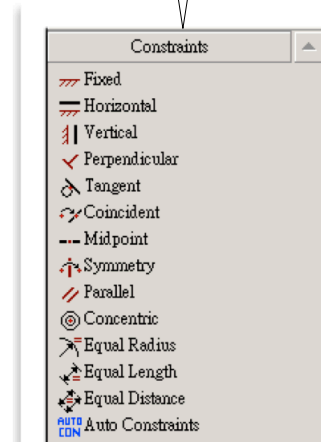 Constraints
Fixed
Horizontal
Vertical
Perpendicular
Tangent
Coincident
Midpoint
Symmetry
Parallel
Concentric
Equal Radius
Equal Length
Equal Distance
AUTO CON Auto Constraints